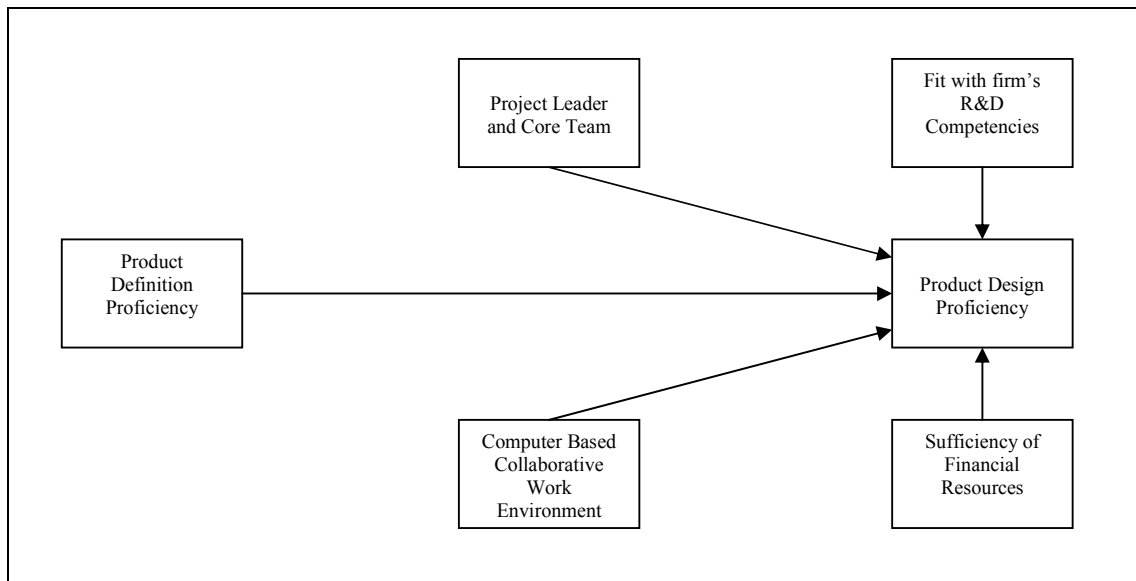 Project Leader
and Core Team
Fit with firm’s
R&D
Competencies
Product
Definition
Proficiency
Product Design
Proficiency
Computer Based
Collaborative
Work
Environment
Sufficiency of
Financial
Resources